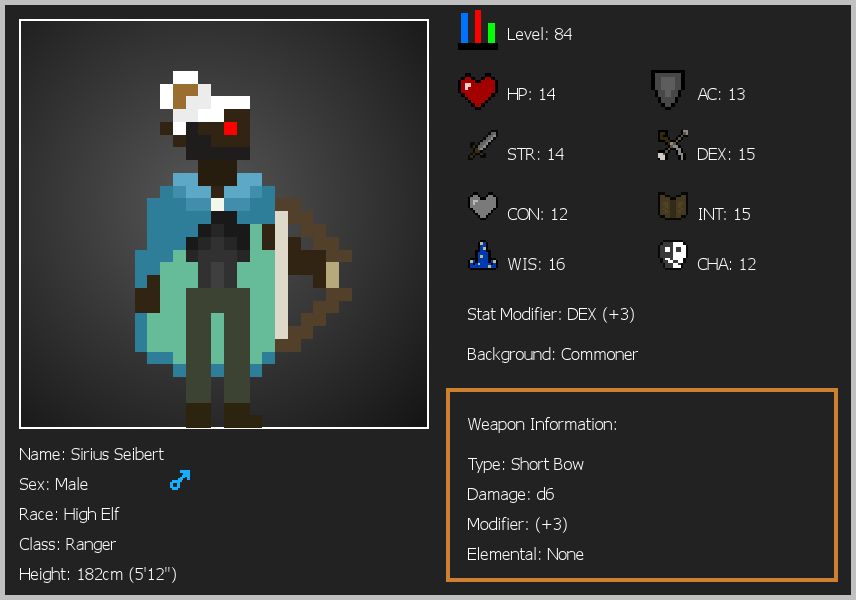 Level: 84
HP: 14
AC: 13
STR: 14
DEX: 15
CON: 12
INT: 15
WIS: 16
CHA: 12
Stat Modifier: DEX (+3)
Background: Commoner
Weapon Information:
Type: Short Bow
Damage: d6
Modifier: (+3)
Elemental: None
Name: Sirius Seibert
Sex: Male
Race: High Elf
Class: Ranger
Height: 182cm (5'12")